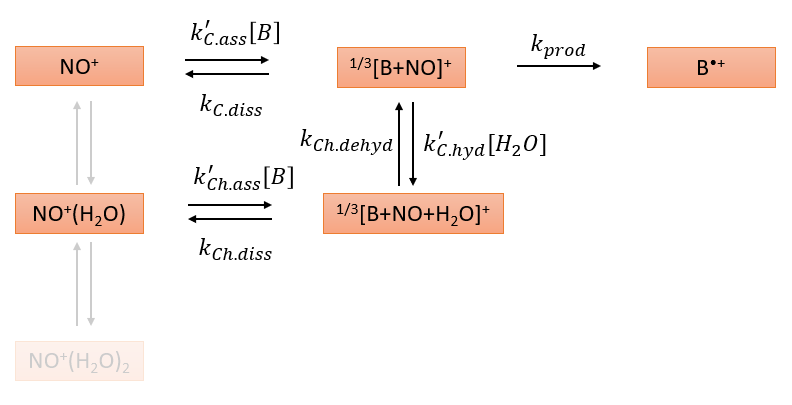 k′C.ass[B]
NO⁺
¹/³[B+NO]⁺
kprod
B•⁺
kC.diss
kCh.dehyd
k′C.hyd[H₂O]
k′Ch.ass[B]
NO⁺(H₂O)
¹/³[B+NO+H₂O]⁺
kCh.diss
NO⁺(H₂O)₂